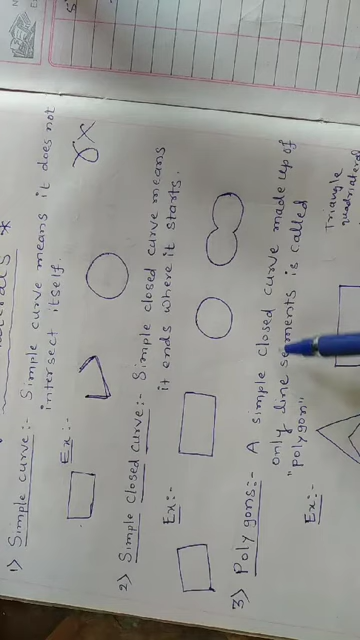 1) Simple curve :- Simple curve means it does not
intersect itself.
Ex :-
2) Simple closed curve :- Simple closed curve means
it ends where it starts.
Ex :-
3) Polygons :- A simple closed curve made up of
only line segments is called
"Polygon"
Ex :-
Triangle
quadrilateral